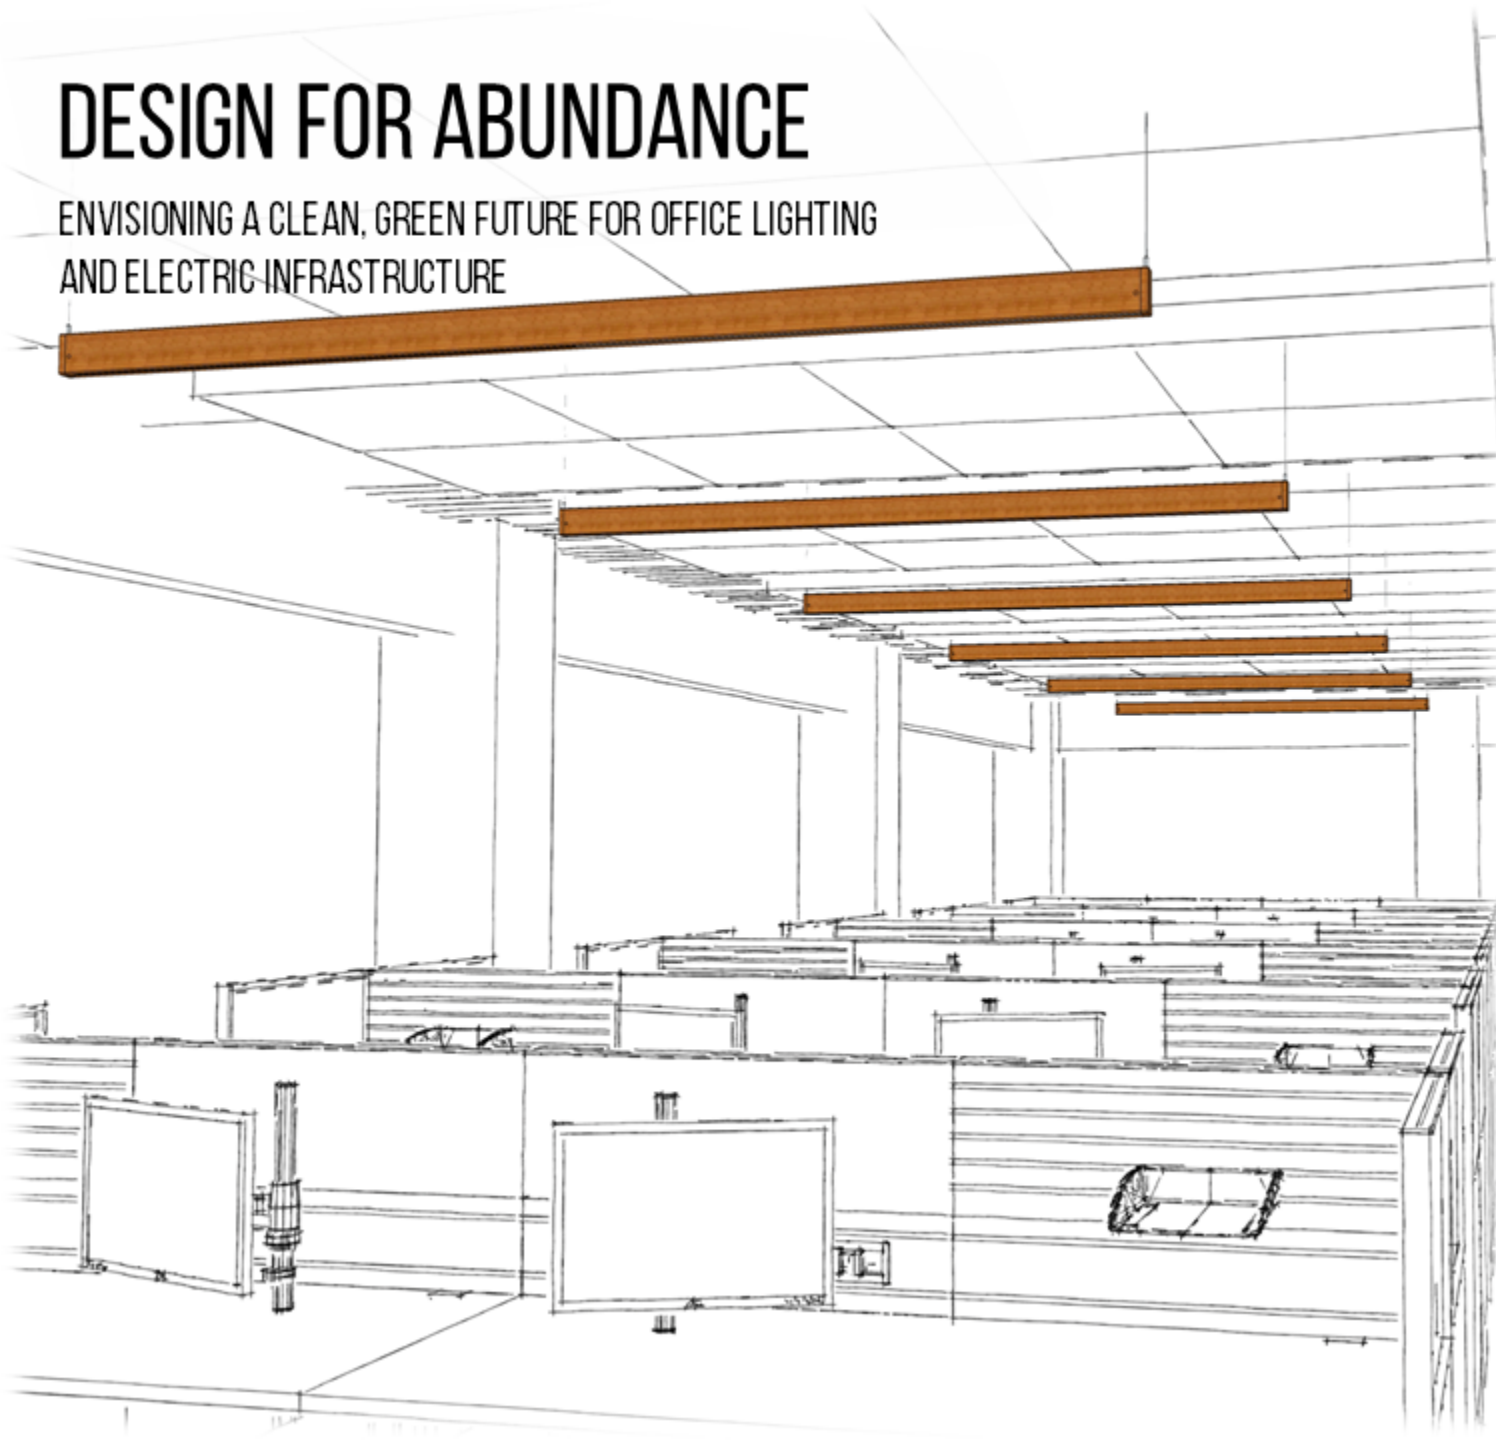 DESIGN FOR ABUNDANCE
ENVISIONING A CLEAN, GREEN FUTURE FOR OFFICE LIGHTING
AND ELECTRIC INFRASTRUCTURE